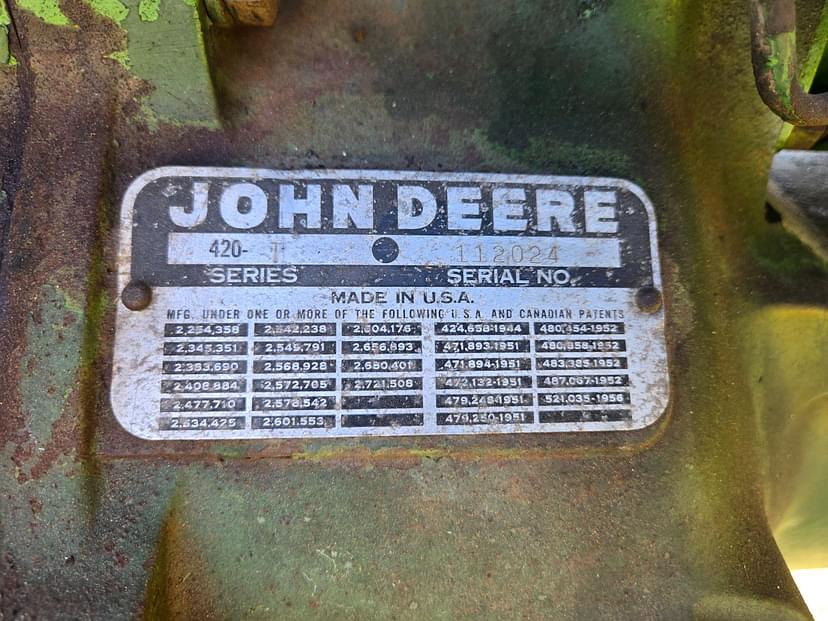 JOHN DEERE
420- T 112024
SERIES SERIAL NO.
MADE IN U.S.A.
MFG. UNDER ONE OR MORE OF THE FOLLOWING U.S.A. AND CANADIAN PATENTS
2,254,358 2,542,238 2,604,176 424,658-1944 480,454-1952
2,345,351 2,545,791 2,656,893 471,893-1951 480,858-1952
2,383,690 2,568,928 2,680,401 471,894-1951 483,385-1952
2,408,884 2,572,765 2,721,508 472,132-1951 487,067-1952
2,477,710 2,578,542 479,249-1951 521,035-1956
2,534,425 2,601,553 479,250-1951